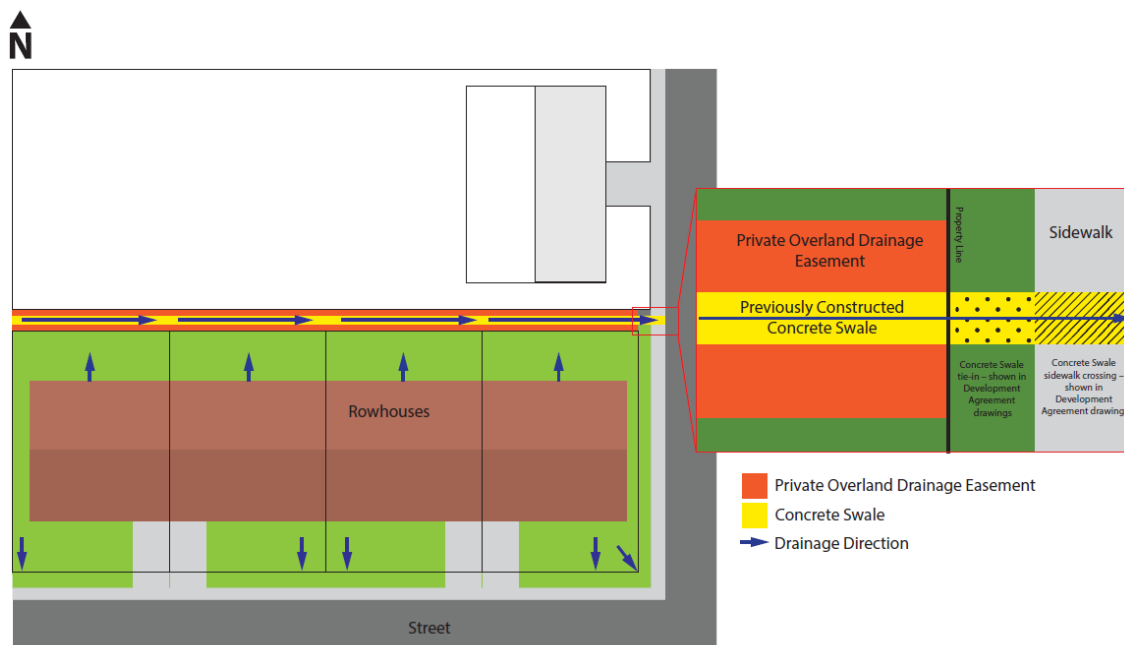 N
Rowhouses
Street
Private Overland Drainage
Easement
Previously Constructed
Concrete Swale
Property Line
Sidewalk
Concrete Swale
tie-in – shown in
Development
Agreement
drawings
Concrete Swale
sidewalk crossing –
shown in
Development
Agreement drawing
Private Overland Drainage Easement
Concrete Swale
Drainage Direction